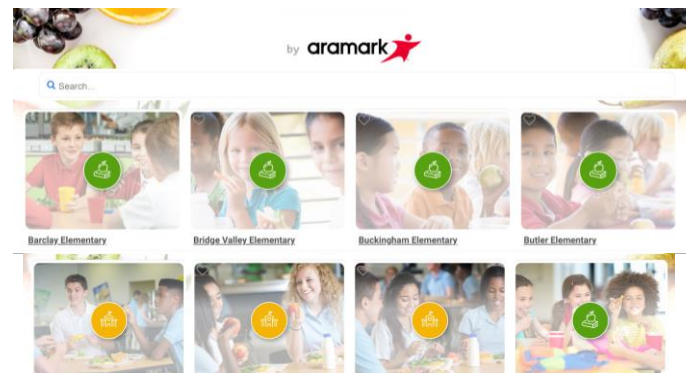 by aramark
Search...
Barclay Elementary
Bridge Valley Elementary
Buckingham Elementary
Butler Elementary